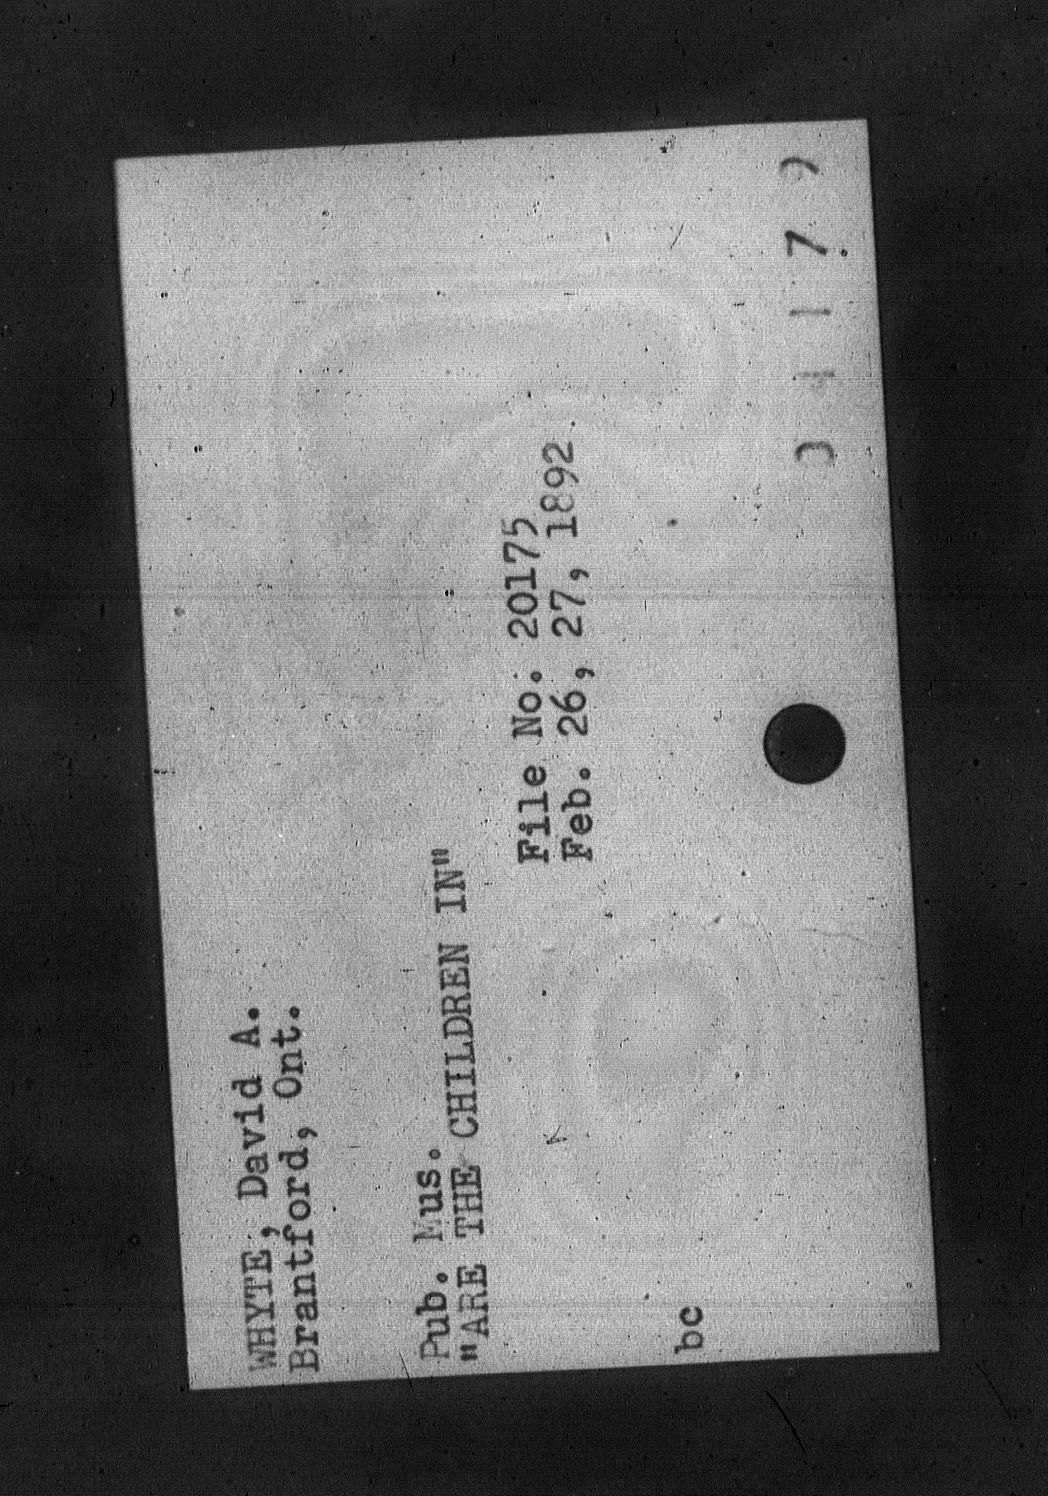 WHYTE, David A.
Brantford, Ont.
Pub. Mus.
"ARE THE CHILDREN IN"
File No. 20175
Feb. 26, 27, 1892
bc